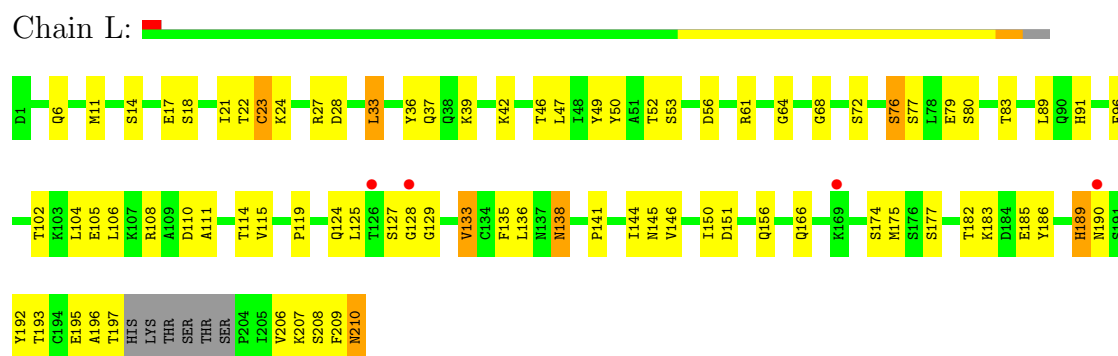 Chain L:
D1 Q6 M11 S14 E17 S18 I21 T22 C23 K24 R27 D28 L33 Y36 Q37 Q38 K39 K42 T46 L47 I48 Y49 Y50 A51 T52 S53 D56 R61 G64 G68 S72 S76 S77 L78 E79 S80 T83 L89 Q90 H91
T102 K103 L104 E105 L106 K107 R108 A109 D110 A111 T114 V115 P119 Q124 L125 T126 S127 G128 G129 V133 C134 F135 L136 N137 N138 P141 I144 N145 V146 I150 D151 Q156 Q166 K169 S174 M175 S176 S177 T182 K183 D184 E185 Y186 H189 N190 S191
Y192 T193 C194 E195 A196 T197 HIS LYS THR SER THR SER P204 I205 V206 K207 S208 F209 N210